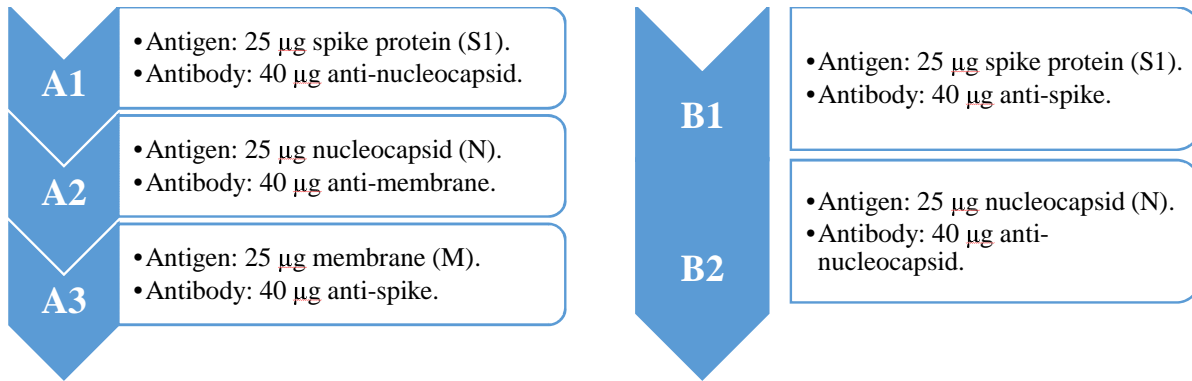 A1
•Antigen: 25 µg spike protein (S1).
•Antibody: 40 µg anti-nucleocapsid.
A2
•Antigen: 25 µg nucleocapsid (N).
•Antibody: 40 µg anti-membrane.
A3
•Antigen: 25 µg membrane (M).
•Antibody: 40 µg anti-spike.
B1
•Antigen: 25 µg spike protein (S1).
•Antibody: 40 µg anti-spike.
B2
•Antigen: 25 µg nucleocapsid (N).
•Antibody: 40 µg anti-
nucleocapsid.